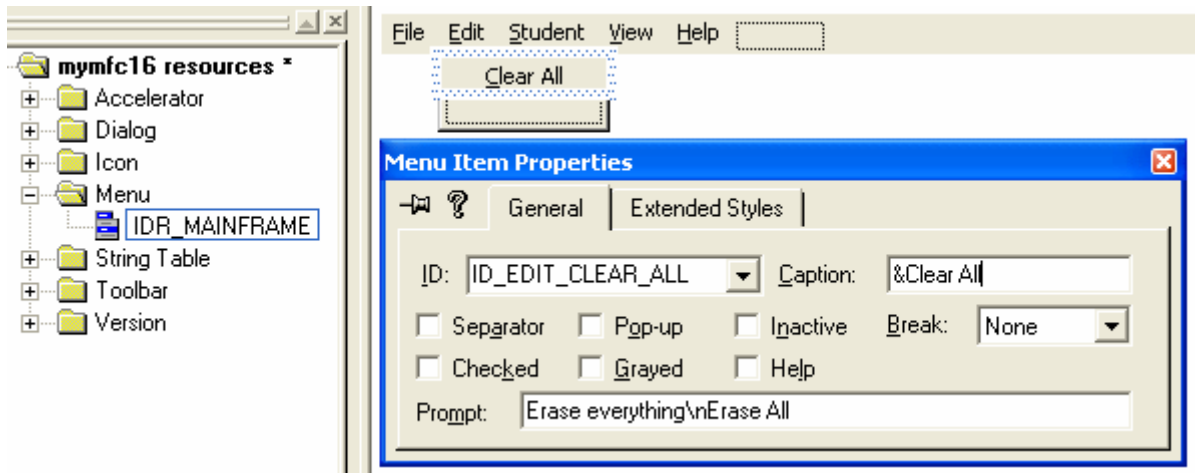 mymfc16 resources *
Accelerator
Dialog
Icon
Menu
IDR_MAINFRAME
String Table
Toolbar
Version
File Edit Student View Help
Clear All
Menu Item Properties
General Extended Styles
ID: ID_EDIT_CLEAR_ALL Caption: &Clear All
Separator Pop-up Inactive Break: None
Checked Grayed Help
Prompt: Erase everything\nErase All